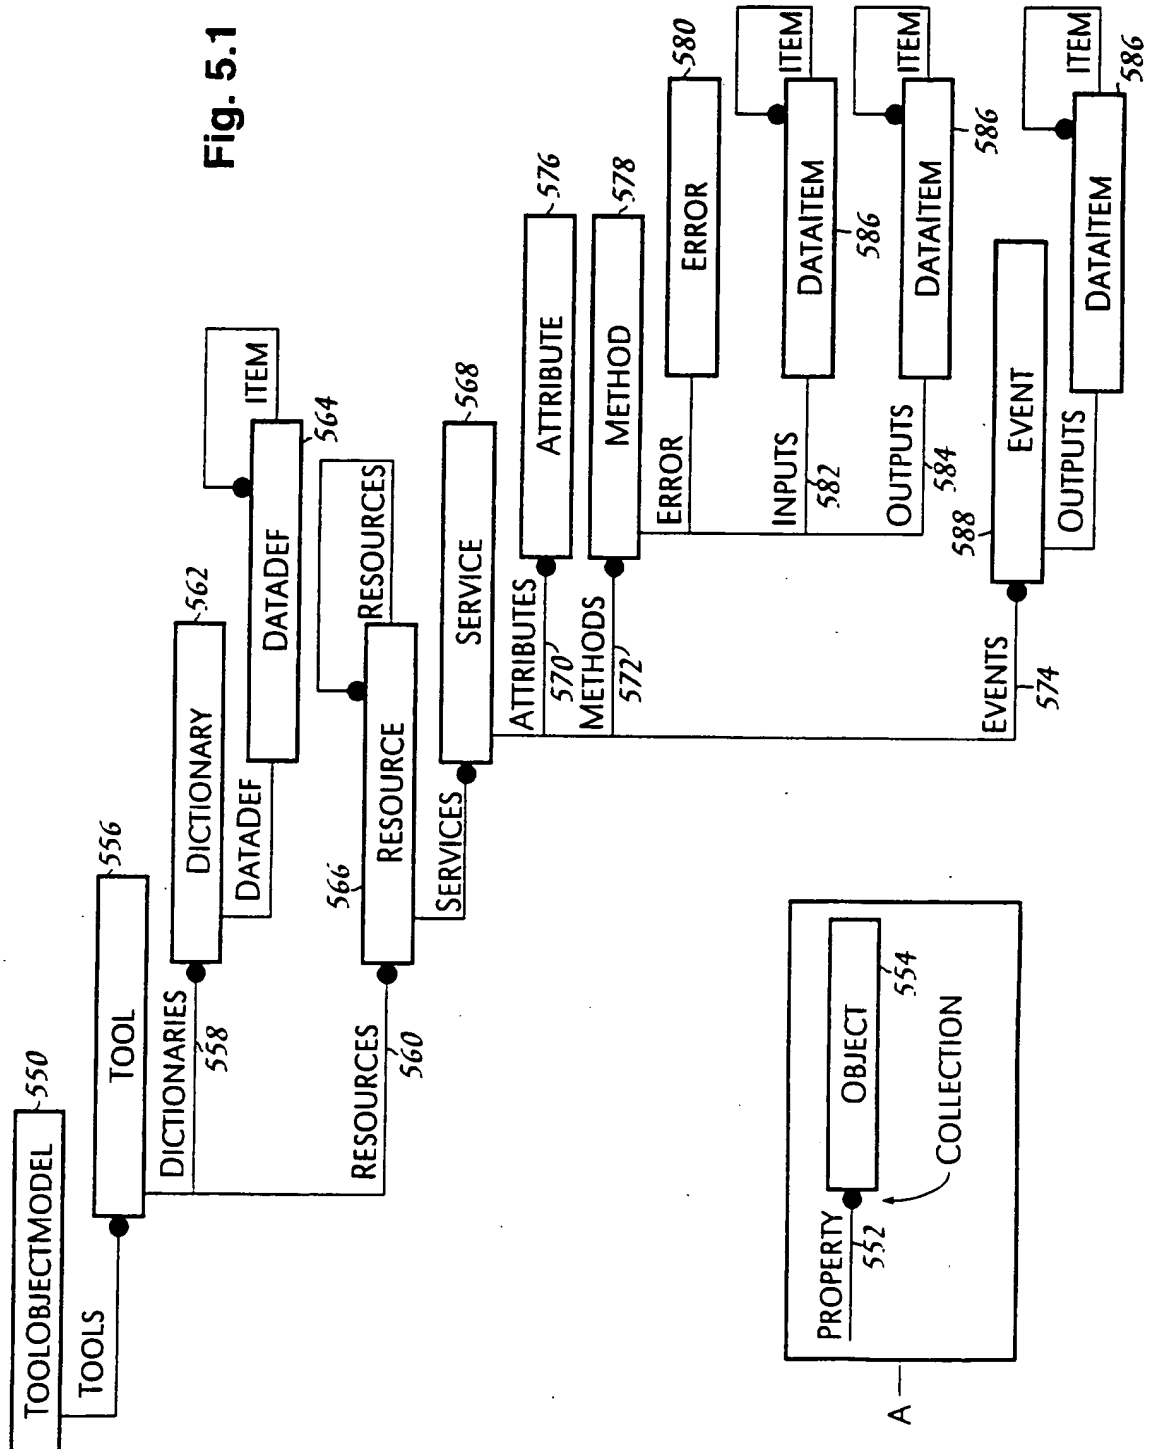 Fig. 5.1
TOOLOBJECTMODEL
550
TOOLS
TOOL
556
DICTIONARIES
558
DICTIONARY
562
DATADEF
DATADEF
564
ITEM
RESOURCES
560
RESOURCE
566
RESOURCES
SERVICES
SERVICE
568
ATTRIBUTES
570
ATTRIBUTE
576
METHODS
572
METHOD
578
ERROR
ERROR
580
INPUTS
582
DATAITEM
586
ITEM
OUTPUTS
584
DATAITEM
586
ITEM
EVENTS
574
EVENT
588
OUTPUTS
DATAITEM
586
ITEM
A
PROPERTY
552
OBJECT
554
COLLECTION